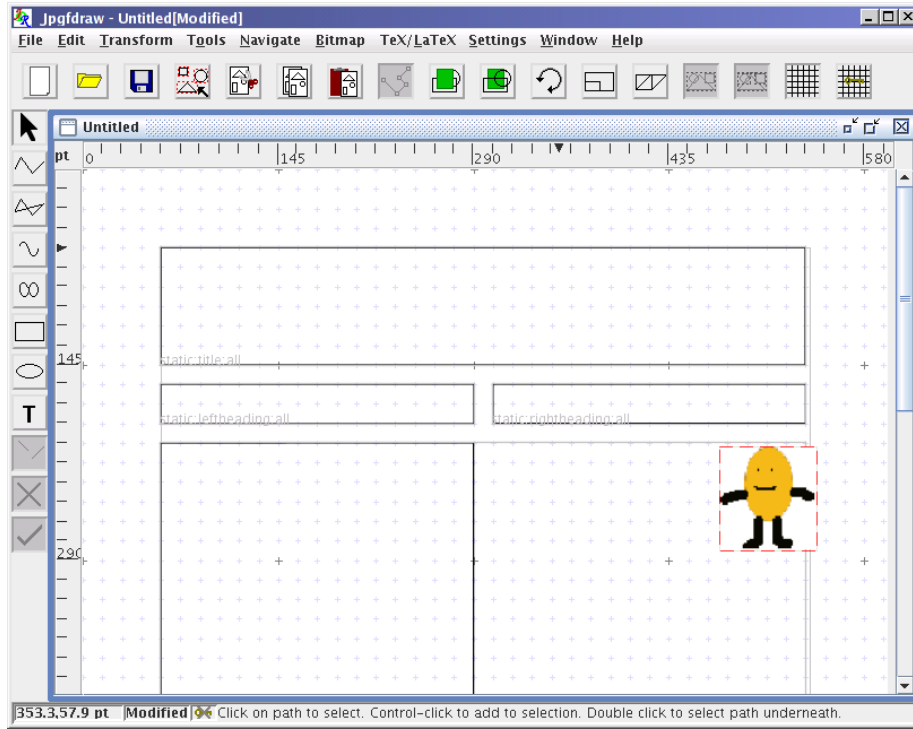 Jpgfdraw - Untitled[Modified]
File Edit Transform Tools Navigate Bitmap TeX/LaTeX Settings Window Help
Untitled
pt 0 145 290 435 580
145
static:title:all
static:leftheading:all static:rightheading:all
290
T
353.3,57.9 pt Modified Click on path to select. Control-click to add to selection. Double click to select path underneath.